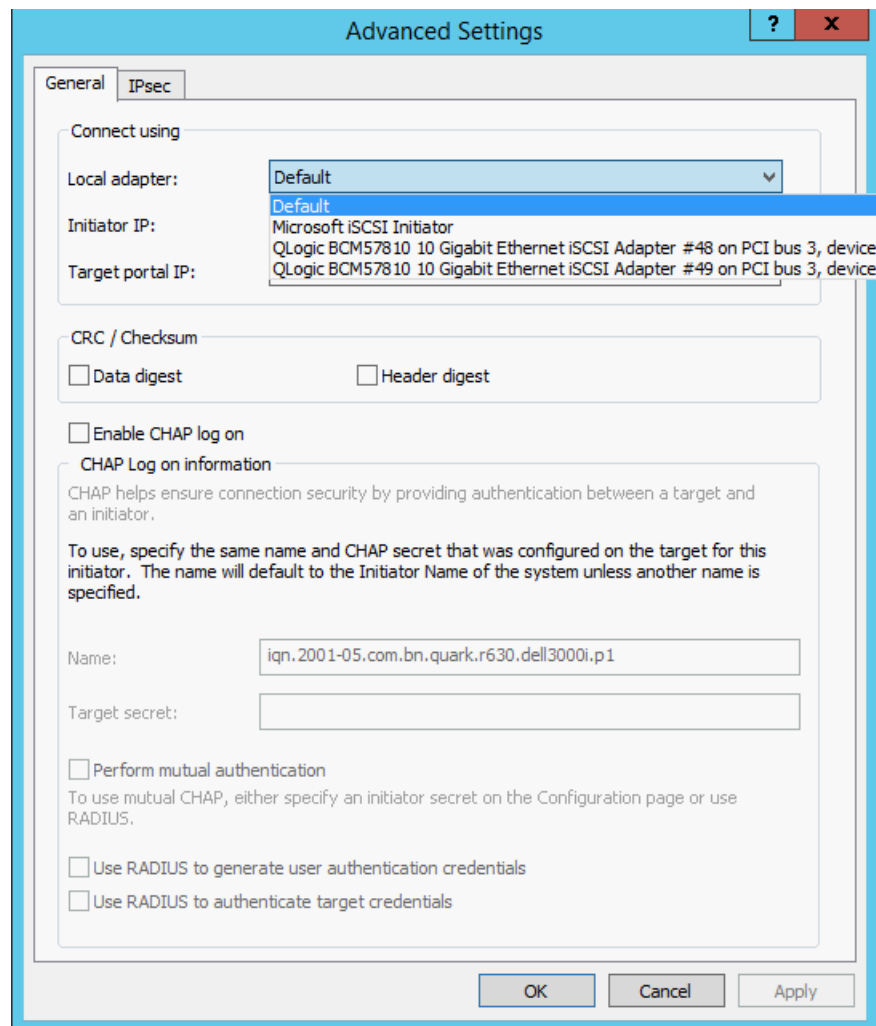 Advanced Settings
? x
General IPsec
Connect using
Local adapter: Default
Default
Initiator IP: Microsoft iSCSI Initiator
QLogic BCM57810 10 Gigabit Ethernet iSCSI Adapter #48 on PCI bus 3, device
Target portal IP: QLogic BCM57810 10 Gigabit Ethernet iSCSI Adapter #49 on PCI bus 3, device
CRC / Checksum
Data digest Header digest
Enable CHAP log on
CHAP Log on information
CHAP helps ensure connection security by providing authentication between a target and
an initiator.
To use, specify the same name and CHAP secret that was configured on the target for this
initiator. The name will default to the Initiator Name of the system unless another name is
specified.
Name: iqn.2001-05.com.bn.quark.r630.dell3000i.p1
Target secret:
Perform mutual authentication
To use mutual CHAP, either specify an initiator secret on the Configuration page or use
RADIUS.
Use RADIUS to generate user authentication credentials
Use RADIUS to authenticate target credentials
OK Cancel Apply